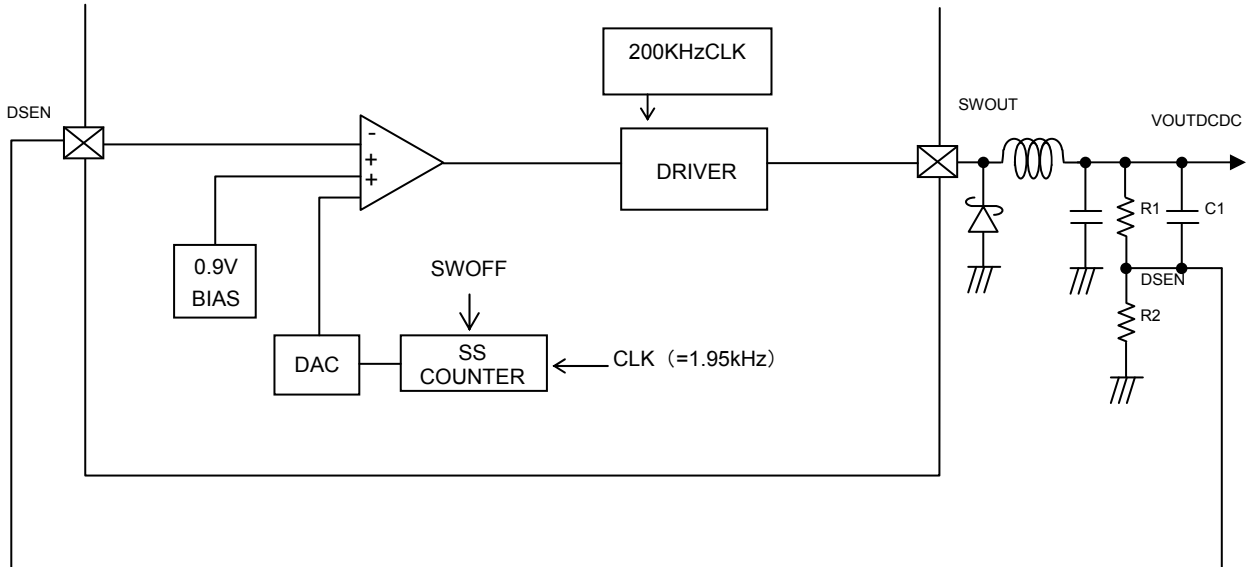 200KHzCLK
DSEN
SWOUT
VOUTDCDC
-
+
+
DRIVER
R1
C1
0.9V
BIAS
SWOFF
DSEN
R2
DAC
SS
COUNTER
CLK（=1.95kHz）